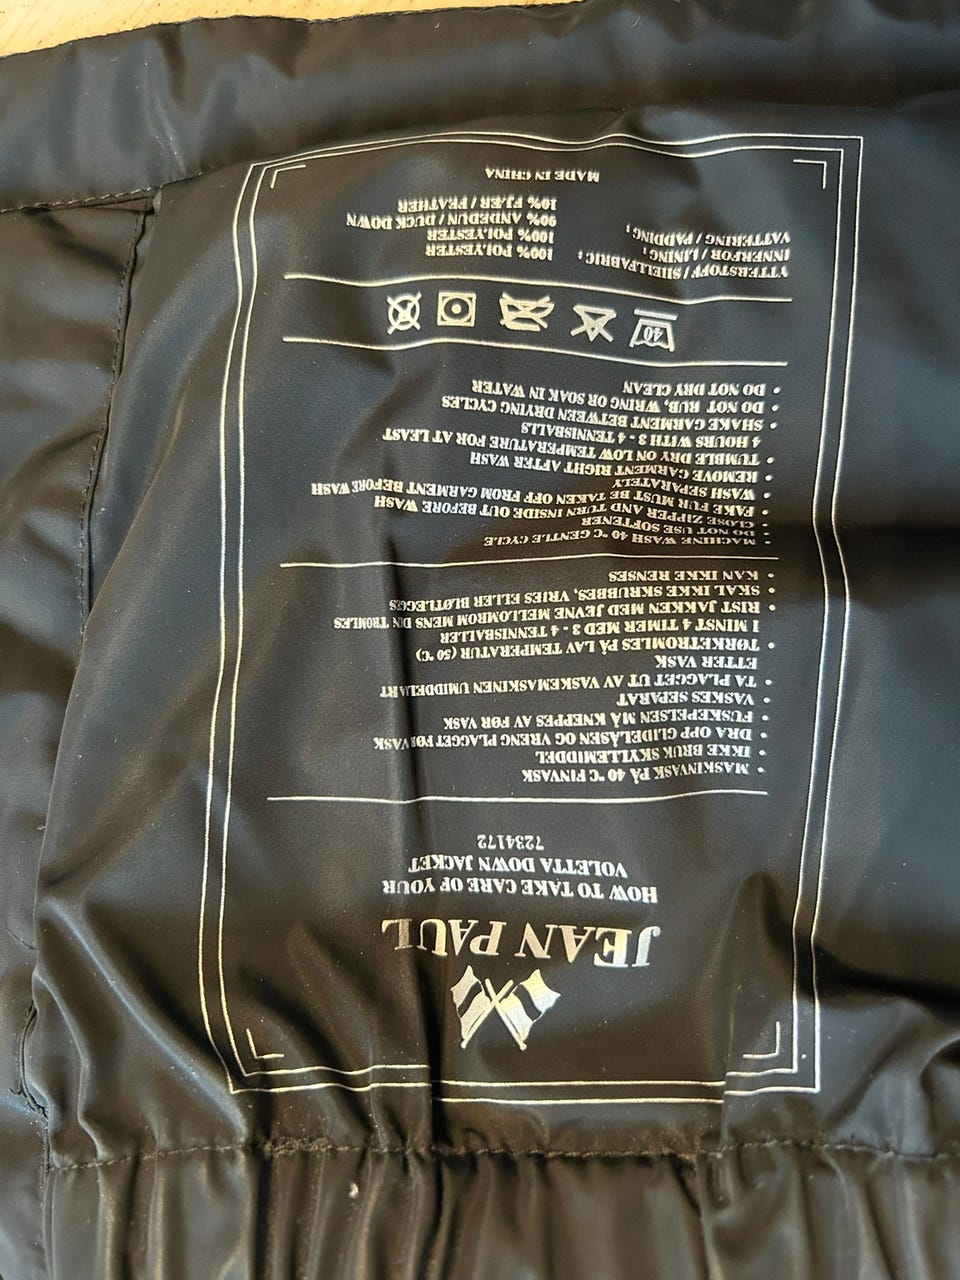 JEAN PAUL
HOW TO TAKE CARE OF YOUR
VOLETTA DOWN JACKET
7234172
• MASKINVASK PÅ 40 °C FINVASK
• IKKE BRUK SKYLLEMIDDEL
• DRA OPP GLIDELÅSEN OG VRENG PLAGGET FØR VASK
• FUSKEPELSEN MÅ KNEPPES AV FØR VASK
• VASKES SEPARAT
• TA PLAGGET UT AV VASKEMASKINEN UMIDDELBART
ETTER VASK
• TØRKETROMLES PÅ LAV TEMPERATUR (50 °C)
I MINST 4 TIMER MED 3 - 4 TENNISBALLER
• RIST JAKKEN MED JEVNE MELLOMROM MENS DIN TROMLES
• SKAL IKKE SKRUBBES, VRIES ELLER BLØTLEGGS
• KAN IKKE RENSES
• MACHINE WASH 40 °C GENTLE CYCLE
• DO NOT USE SOFTENER
• CLOSE ZIPPER AND TURN INSIDE OUT BEFORE WASH
• FAKE FUR MUST BE TAKEN OFF FROM GARMENT BEFORE WASH
• WASH SEPARATELY
• REMOVE GARMENT RIGHT AFTER WASH
• TUMBLE DRY ON LOW TEMPERATURE FOR AT LEAST
4 HOURS WITH 3 - 4 TENNISBALLS
• SHAKE GARMENT BETWEEN DRYING CYCLES
• DO NOT RUB, WRING OR SOAK IN WATER
• DO NOT DRY CLEAN
40
YTTERSTOFF / SHELLFABRIC : 100% POLYESTER
INNERFOR / LINING : 100% POLYESTER
VATTERING / PADDING : 90% ANDEDUN / DUCK DOWN
10% FJÆR / FEATHER
MADE IN CHINA